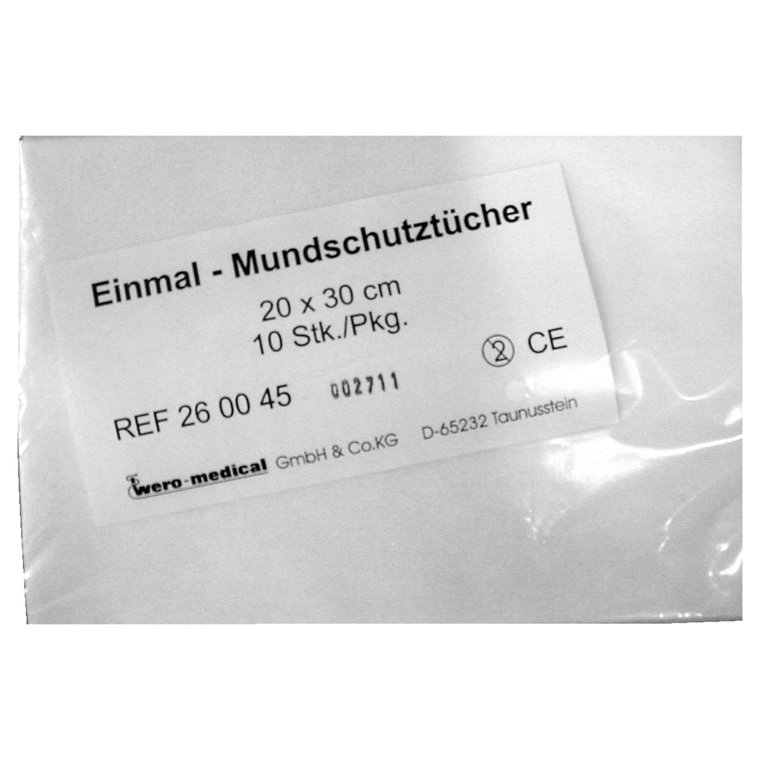 Einmal - Mundschutztücher
20 x 30 cm
10 Stk./Pkg.
2 CE
REF 26 00 45 002711
wero-medical GmbH & Co.KG D-65232 Taunusstein